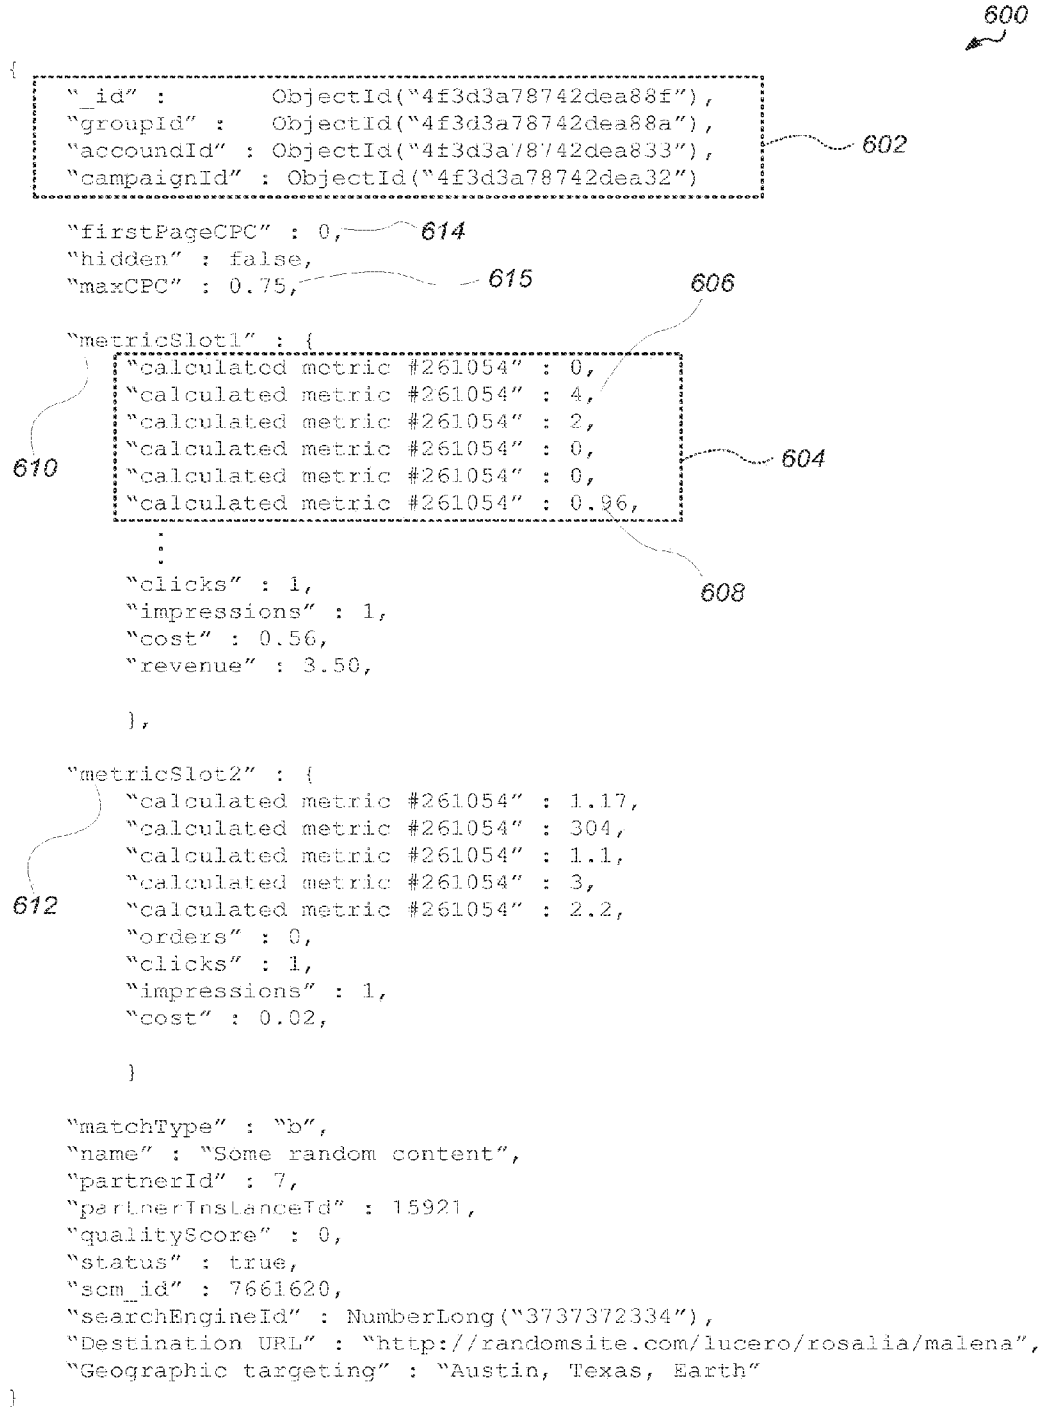 600
{
"_id" : ObjectId("4f3d3a78742dea88f"),
"groupId" : ObjectId("4f3d3a78742dea88a"),
"accoundId" : ObjectId("4f3d3a78742dea833"),
602
"campaignId" : ObjectId("4f3d3a78742dea32")
"firstPageCPC" : 0, 614
"hidden" : false,
"maxCPC" : 0.75, 615
606
"metricSlot1" : {
"calculated metric #261054" : 0,
"calculated metric #261054" : 4,
"calculated metric #261054" : 2,
"calculated metric #261054" : 0,
610
604
"calculated metric #261054" : 0,
"calculated metric #261054" : 0.96,
"clicks" : 1,
608
"impressions" : 1,
"cost" : 0.56,
"revenue" : 3.50,
},
"metricSlot2" : {
"calculated metric #261054" : 1.17,
"calculated metric #261054" : 304,
"calculated metric #261054" : 1.1,
"calculated metric #261054" : 3,
612
"calculated metric #261054" : 2.2,
"orders" : 0,
"clicks" : 1,
"impressions" : 1,
"cost" : 0.02,
}
"matchType" : "b",
"name" : "Some random content",
"partnerId" : 7,
"partnerInstanceId" : 15921,
"qualityScore" : 0,
"status" : true,
"scm_id" : 7661620,
"searchEngineId" : NumberLong("3737372334"),
"Destination URL" : "http://randomsite.com/lucero/rosalia/malena",
"Geographic targeting" : "Austin, Texas, Earth"
}